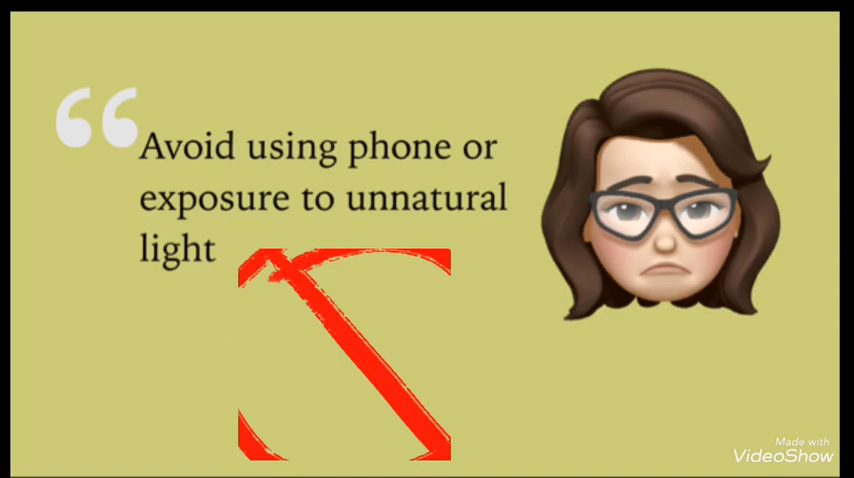 “
Avoid using phone or
exposure to unnatural
light
Made with
VideoShow